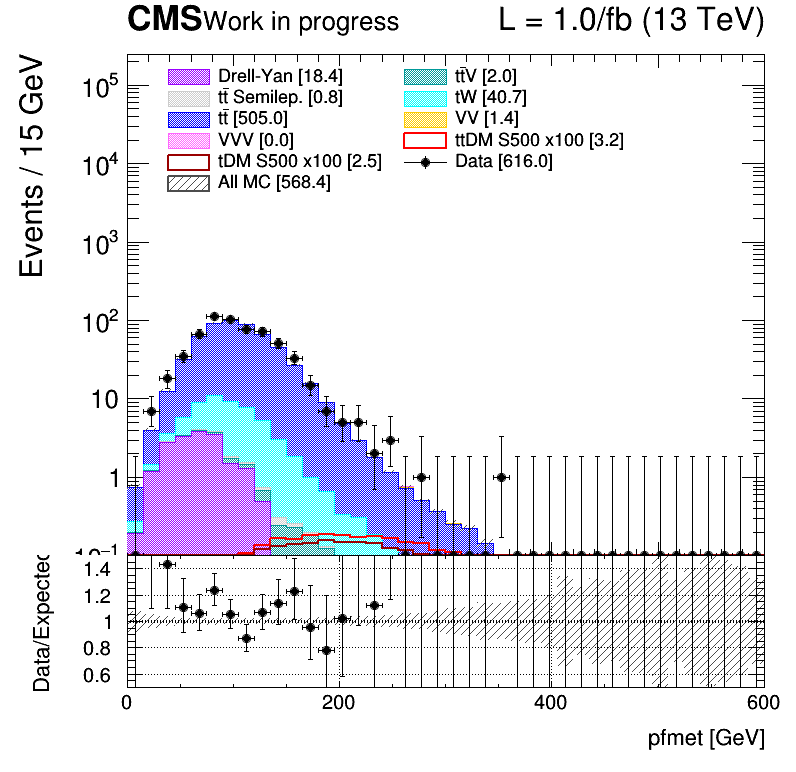 CMS Work in progress L = 1.0/fb (13 TeV)
Events / 15 GeV
Drell-Yan [18.4] tt̄V [2.0]
tt̄ Semilep. [0.8] tW [40.7]
tt̄ [505.0] VV [1.4]
VVV [0.0] ttDM S500 x100 [3.2]
tDM S500 x100 [2.5] Data [616.0]
All MC [568.4]
10⁵
10⁴
10³
10²
10
1
10⁻¹
Data/Expected
1.4
1.2
1
0.8
0.6
0 200 400 600
pfmet [GeV]